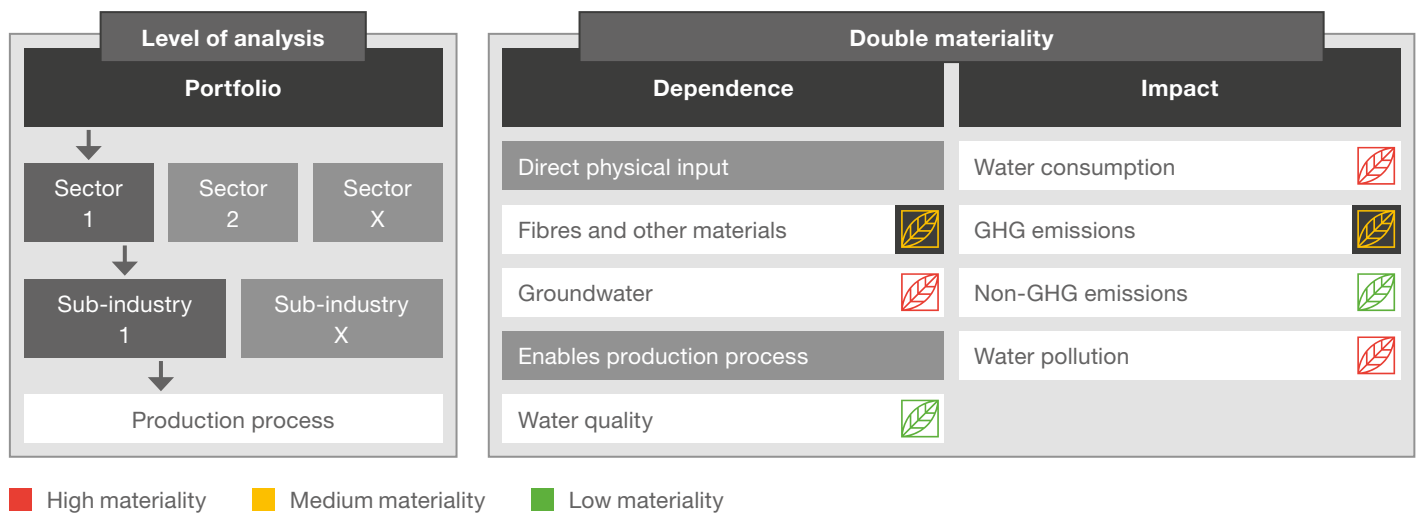 Level of analysis
Portfolio
Sector
1
Sector
2
Sector
X
Sub-industry
1
Sub-industry
X
Production process
Double materiality
Dependence
Direct physical input
Fibres and other materials
Groundwater
Enables production process
Water quality
Impact
Water consumption
GHG emissions
Non-GHG emissions
Water pollution
High materiality
Medium materiality
Low materiality